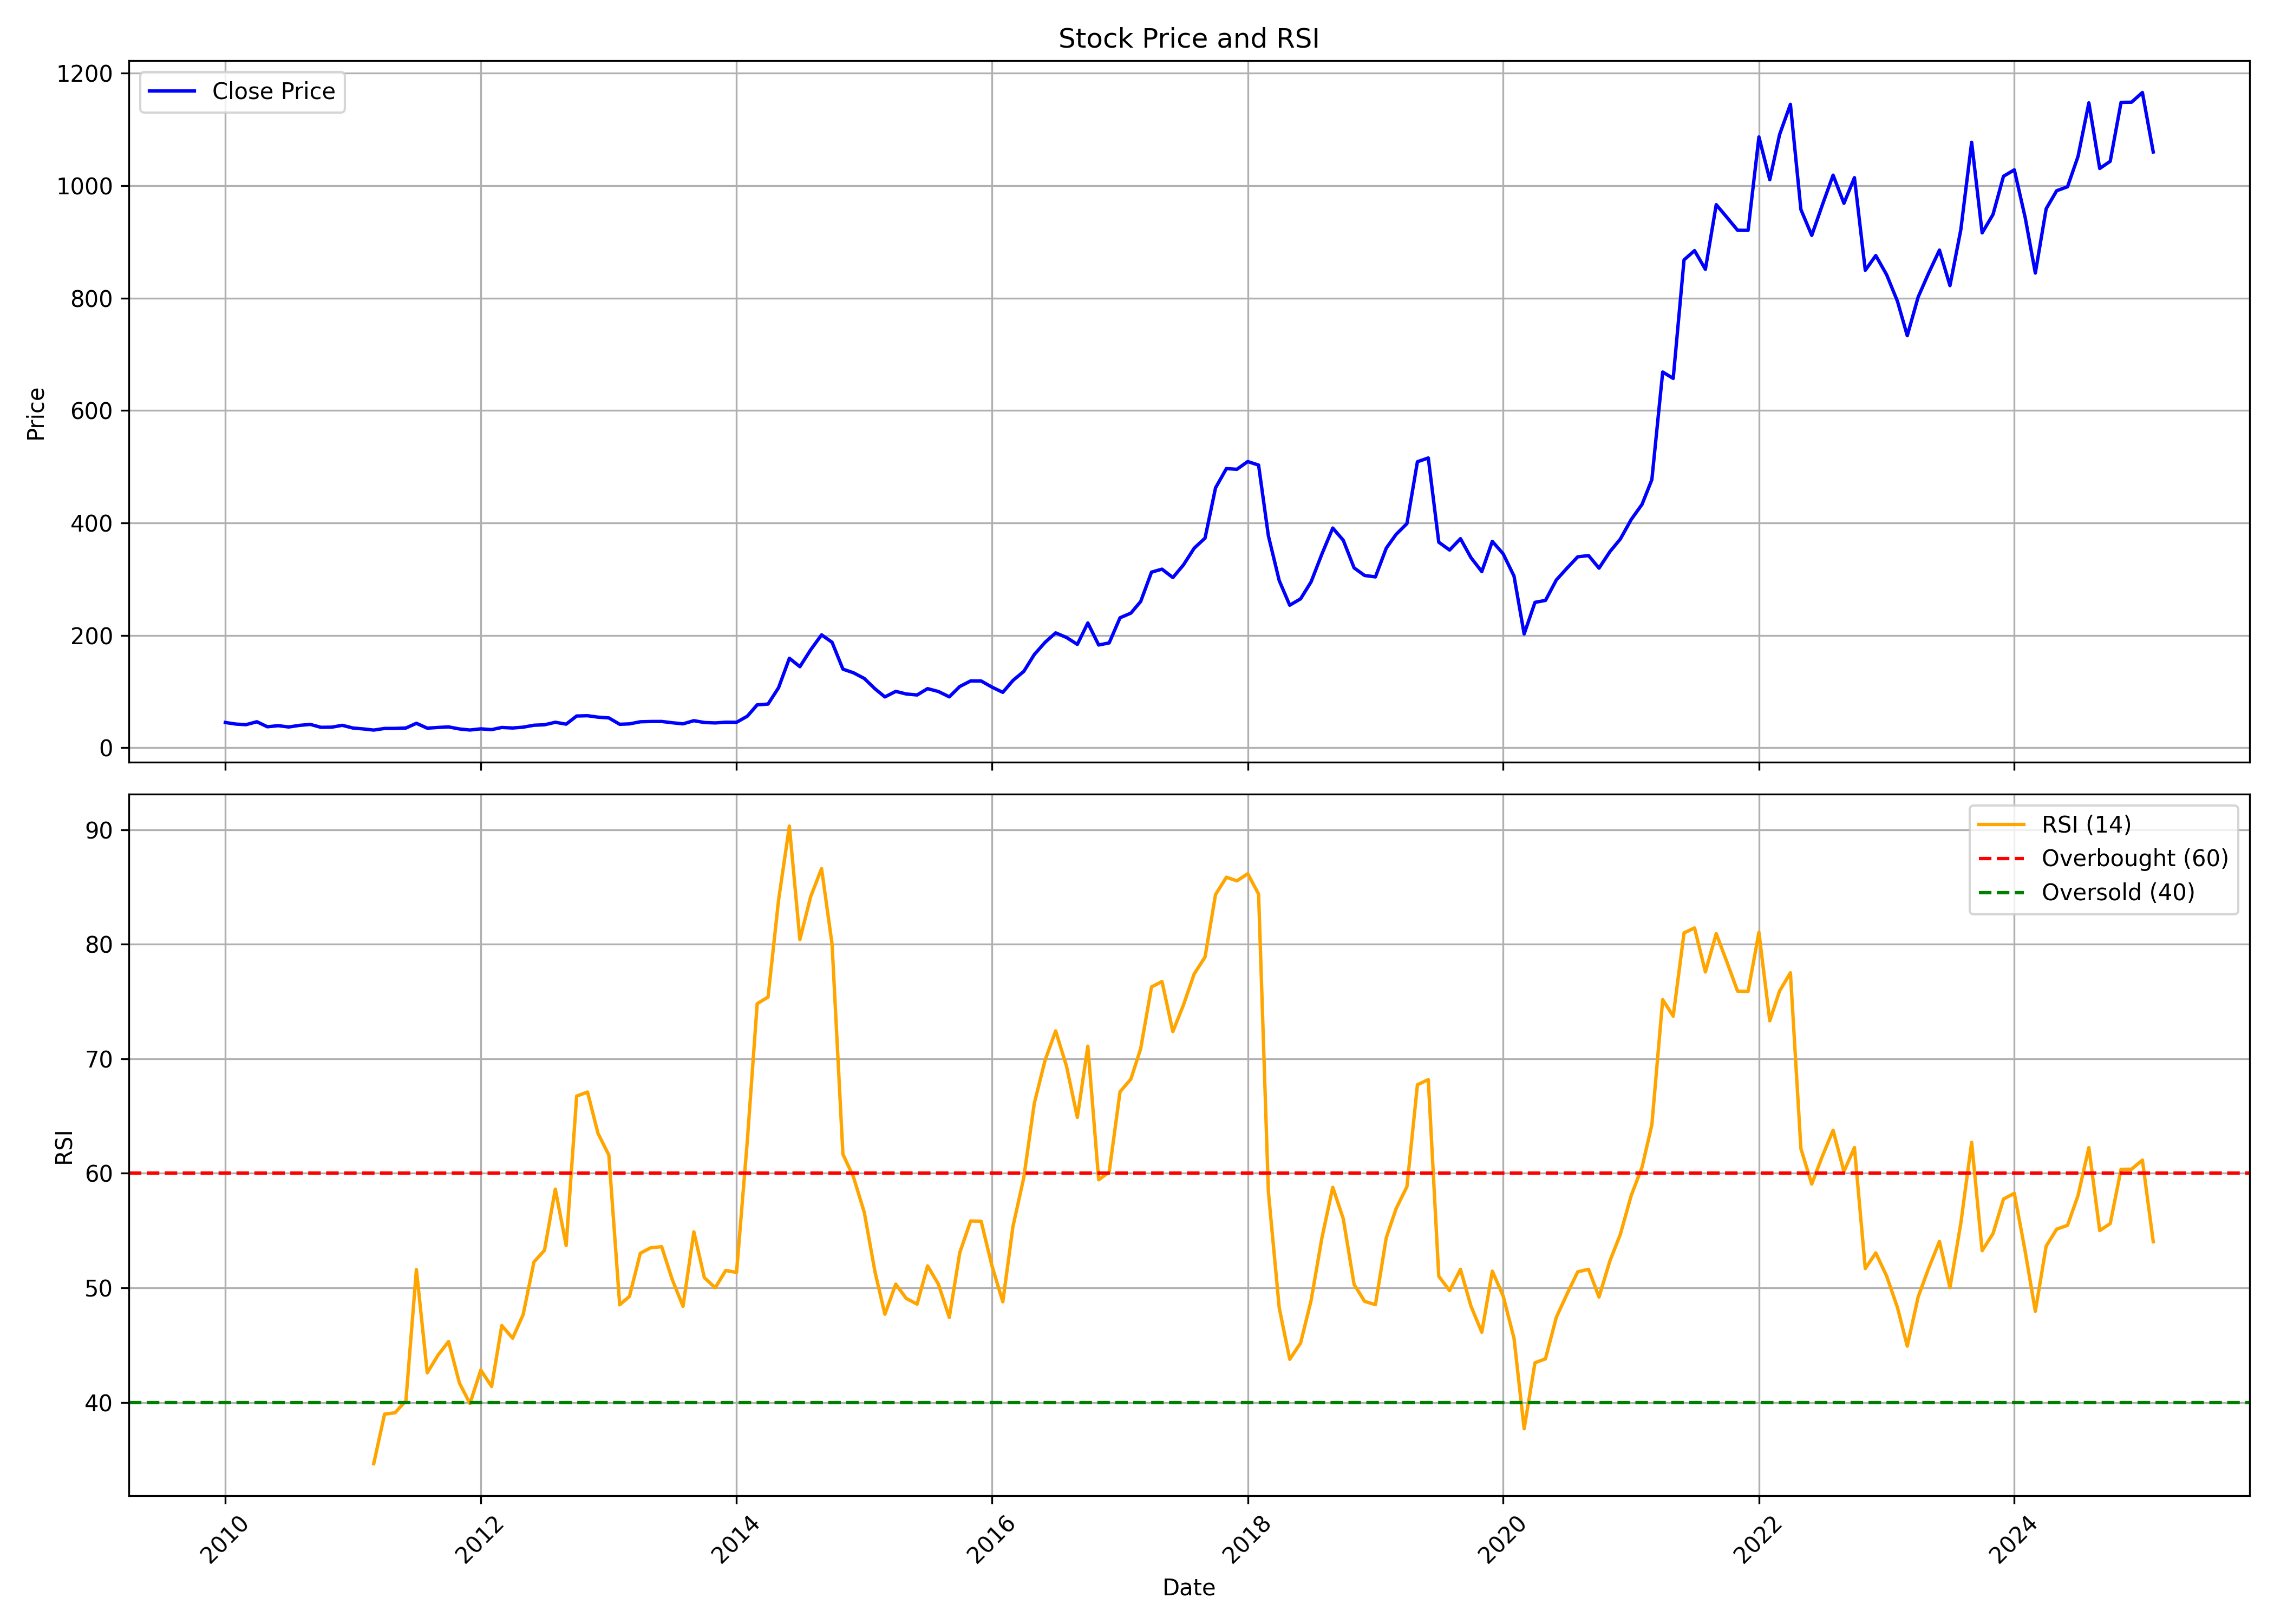 Stock Price and RSI
1200
1000
800
600
400
200
0
Price
Close Price
90
80
70
60
50
40
RSI
RSI (14)
Overbought (60)
Oversold (40)
2010
2012
2014
2016
2018
2020
2022
2024
Date